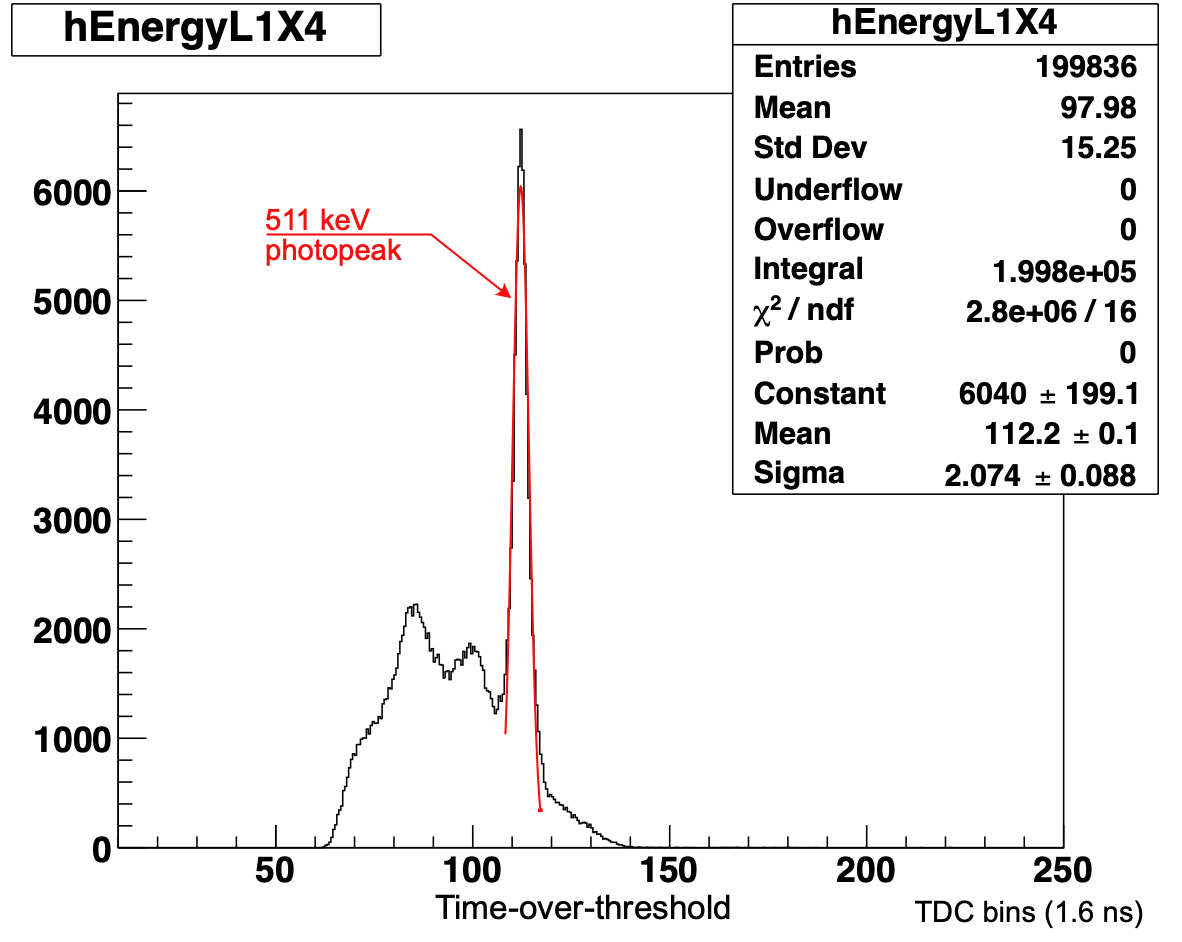 hEnergyL1X4
hEnergyL1X4
Entries 199836
Mean 97.98
Std Dev 15.25
Underflow 0
Overflow 0
Integral 1.998e+05
χ² / ndf 2.8e+06 / 16
Prob 0
Constant 6040 ± 199.1
Mean 112.2 ± 0.1
Sigma 2.074 ± 0.088
511 keV
photopeak
6000
5000
4000
3000
2000
1000
0
50 100 150 200 250
Time-over-threshold
TDC bins (1.6 ns)